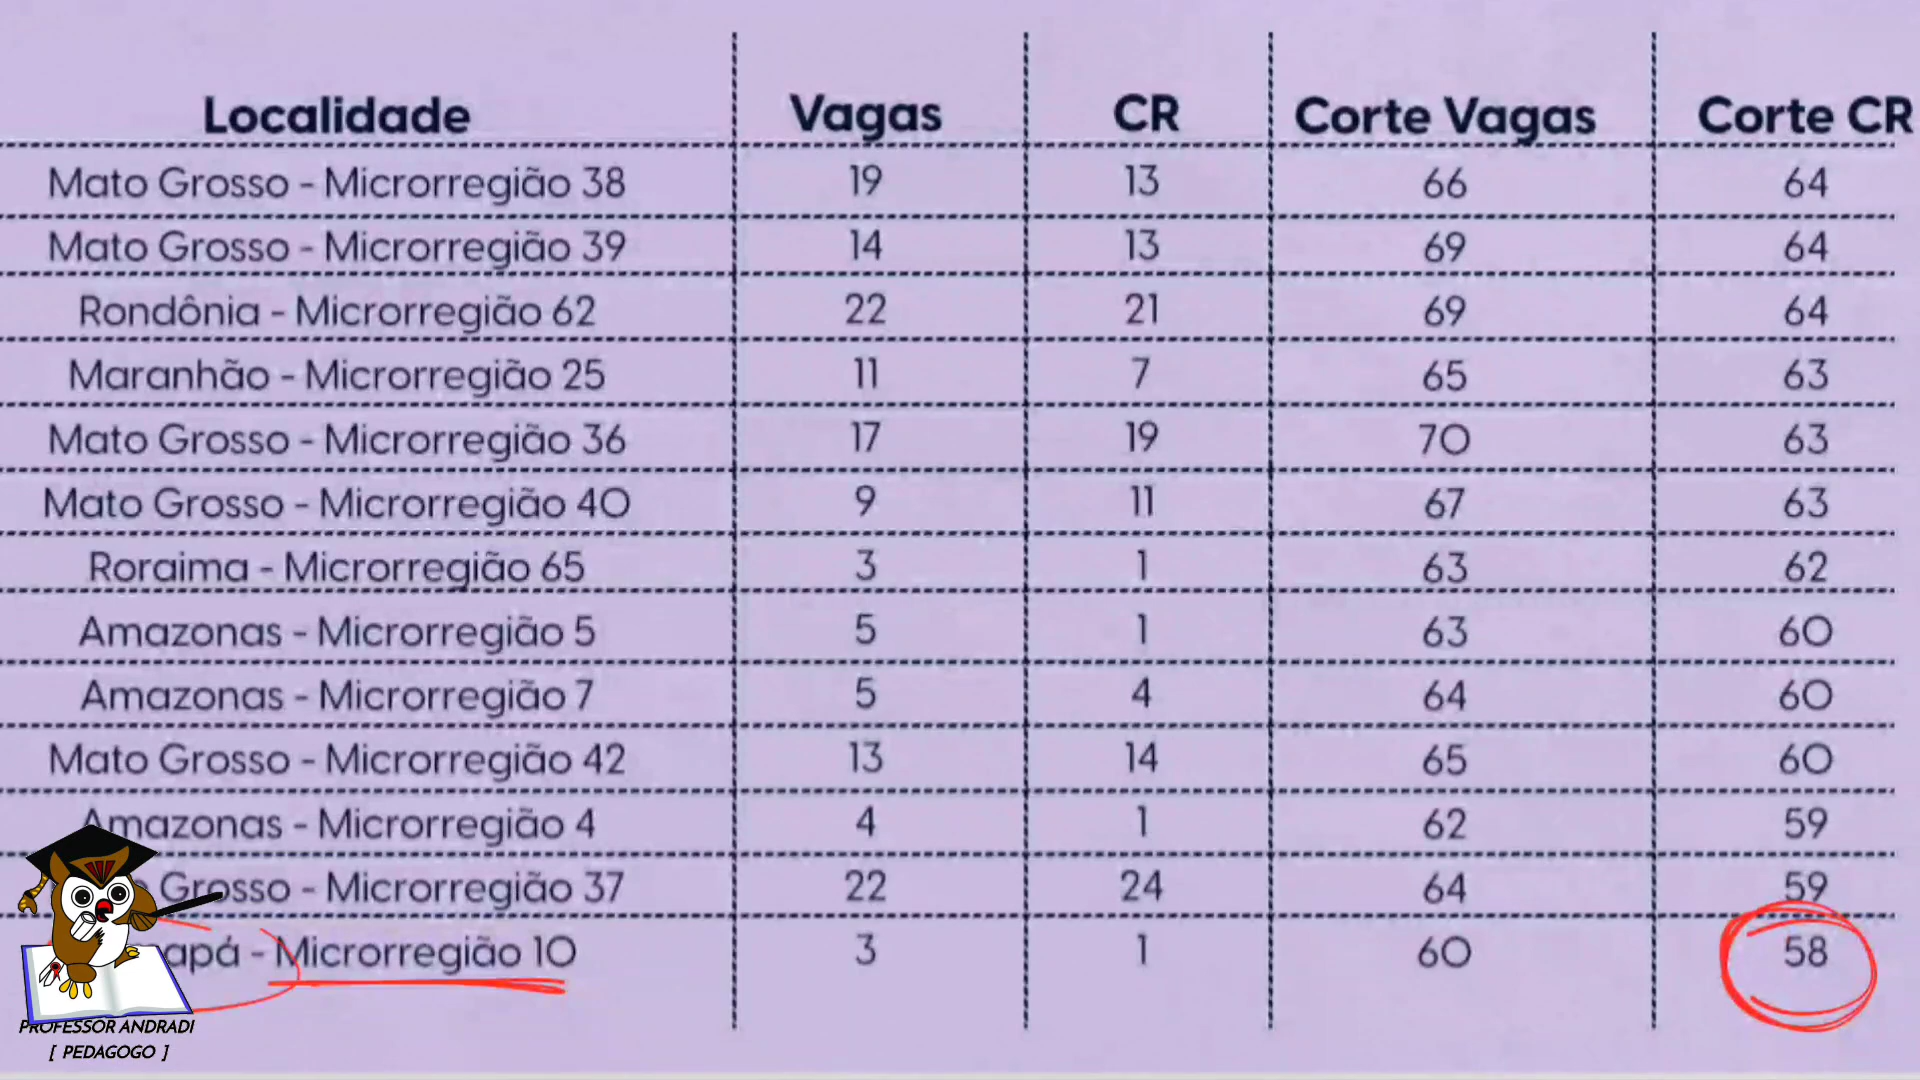 Localidade Vagas CR Corte Vagas Corte CR
Mato Grosso - Microrregião 38 19 13 66 64
Mato Grosso - Microrregião 39 14 13 69 64
Rondônia - Microrregião 62 22 21 69 64
Maranhão - Microrregião 25 11 7 65 63
Mato Grosso - Microrregião 36 17 19 70 63
Mato Grosso - Microrregião 40 9 11 67 63
Roraima - Microrregião 65 3 1 63 62
Amazonas - Microrregião 5 5 1 63 60
Amazonas - Microrregião 7 5 4 64 60
Mato Grosso - Microrregião 42 13 14 65 60
Amazonas - Microrregião 4 4 1 62 59
Grosso - Microrregião 37 22 24 64 59
apá - Microrregião 10 3 1 60 58
PROFESSOR ANDRADI
[ PEDAGOGO ]